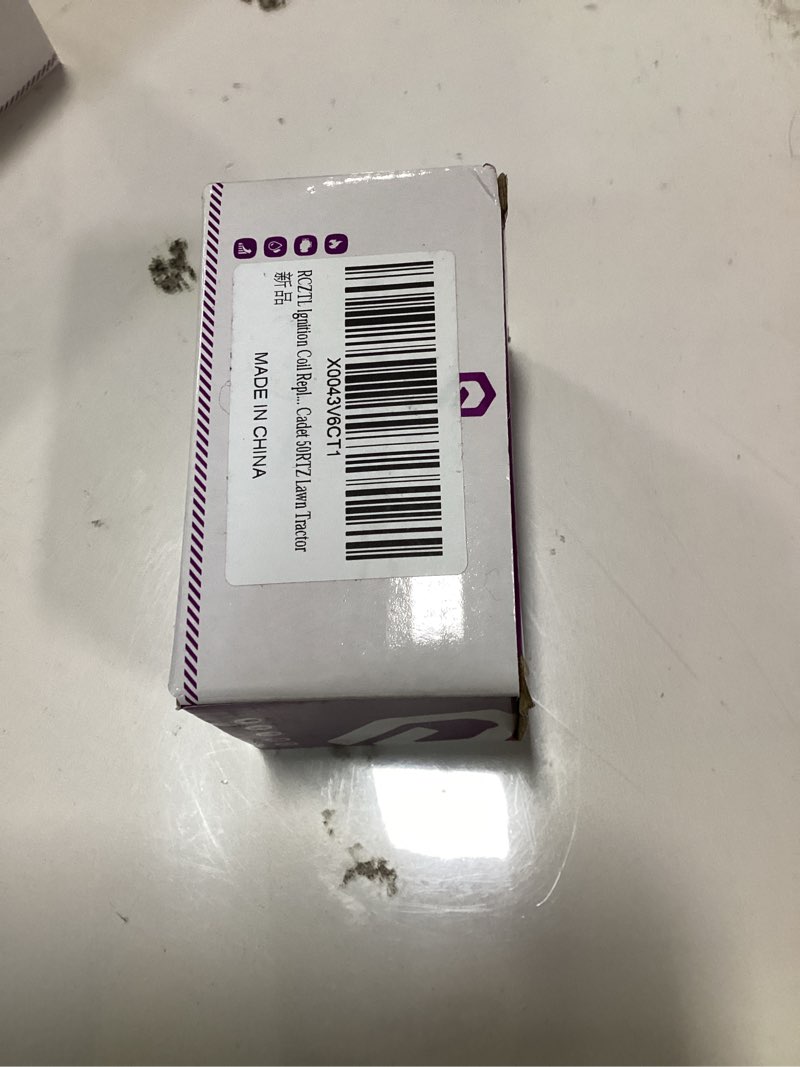 X0043V6CT1
RCZTL Ignition Coil Repl... Cadet 50RTZ Lawn Tractor
新品
MADE IN CHINA